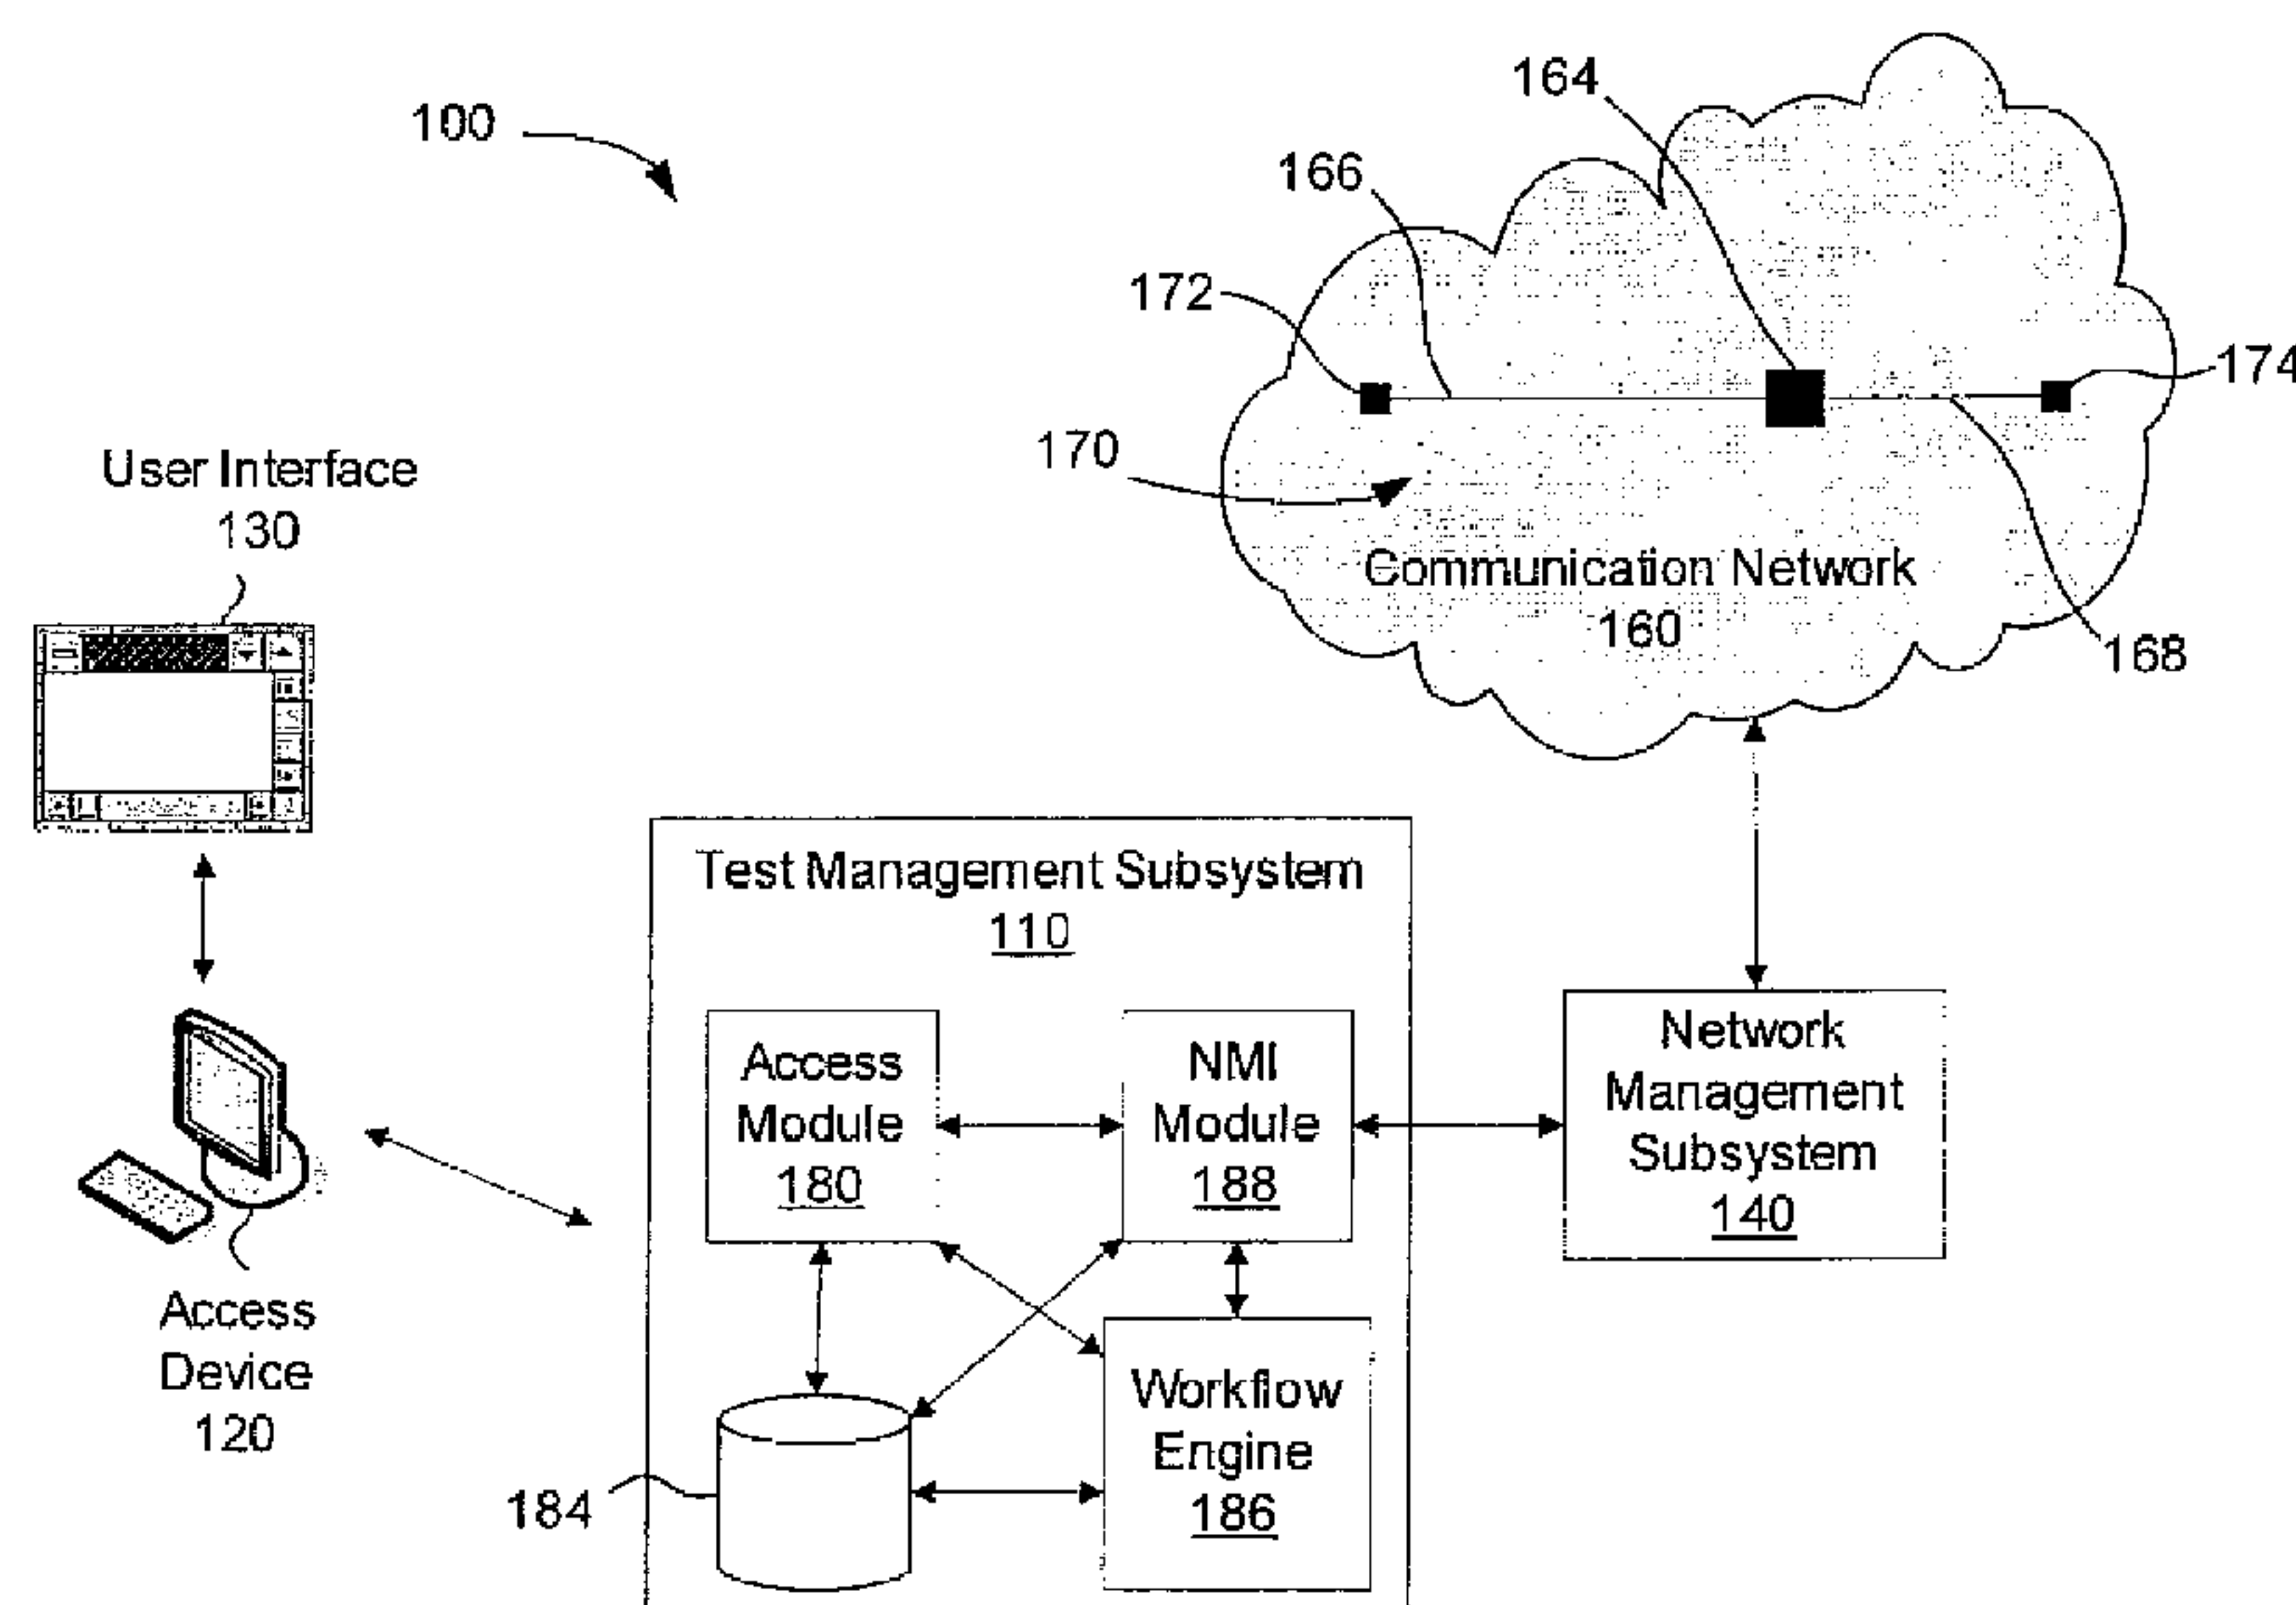 100
164
166
172
174
170
Communication Network
160
168
User Interface
130
Test Management Subsystem
110
Access
Module
180
NMI
Module
188
Network
Management
Subsystem
140
Access
Device
120
Workflow
Engine
186
184